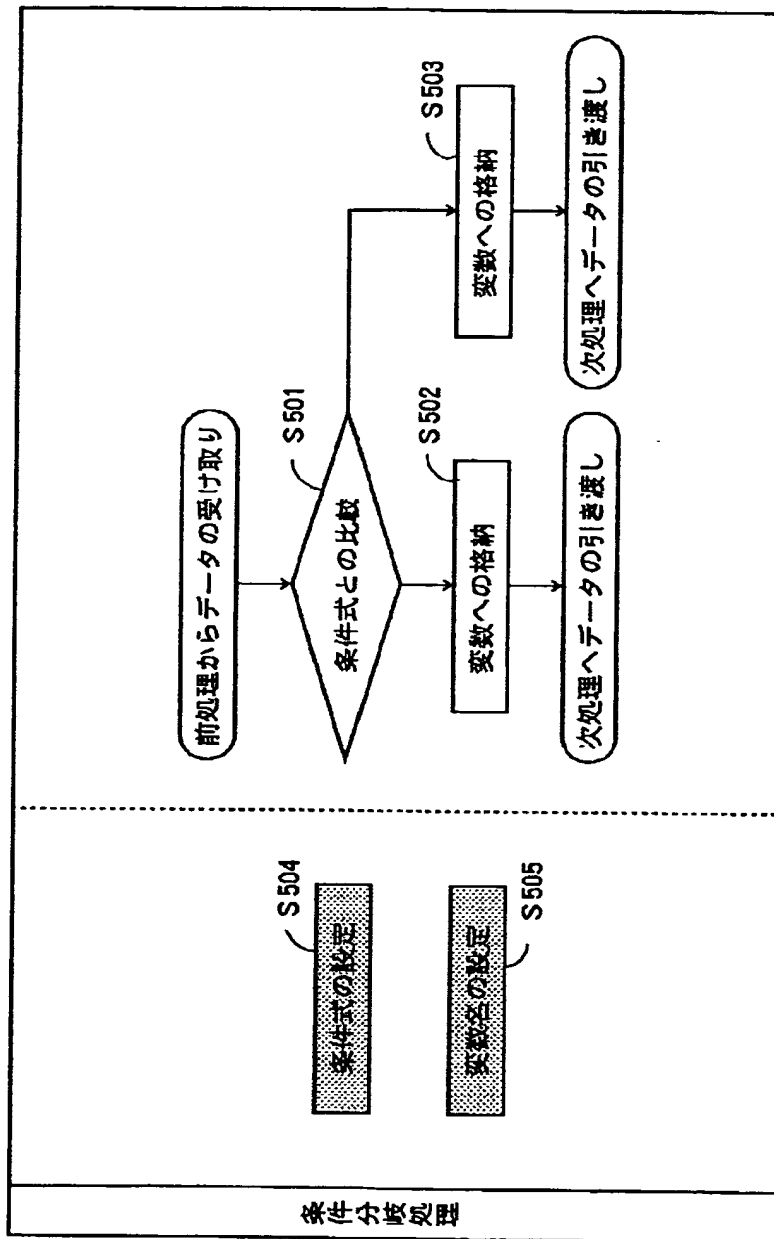 条件分岐処理
条件式の設定
S504
変数名の設定
S505
前処理からデータの受け取り
条件式との比較
S501
変数への格納
S502
次処理へデータの引き渡し
変数への格納
S503
次処理へデータの引き渡し